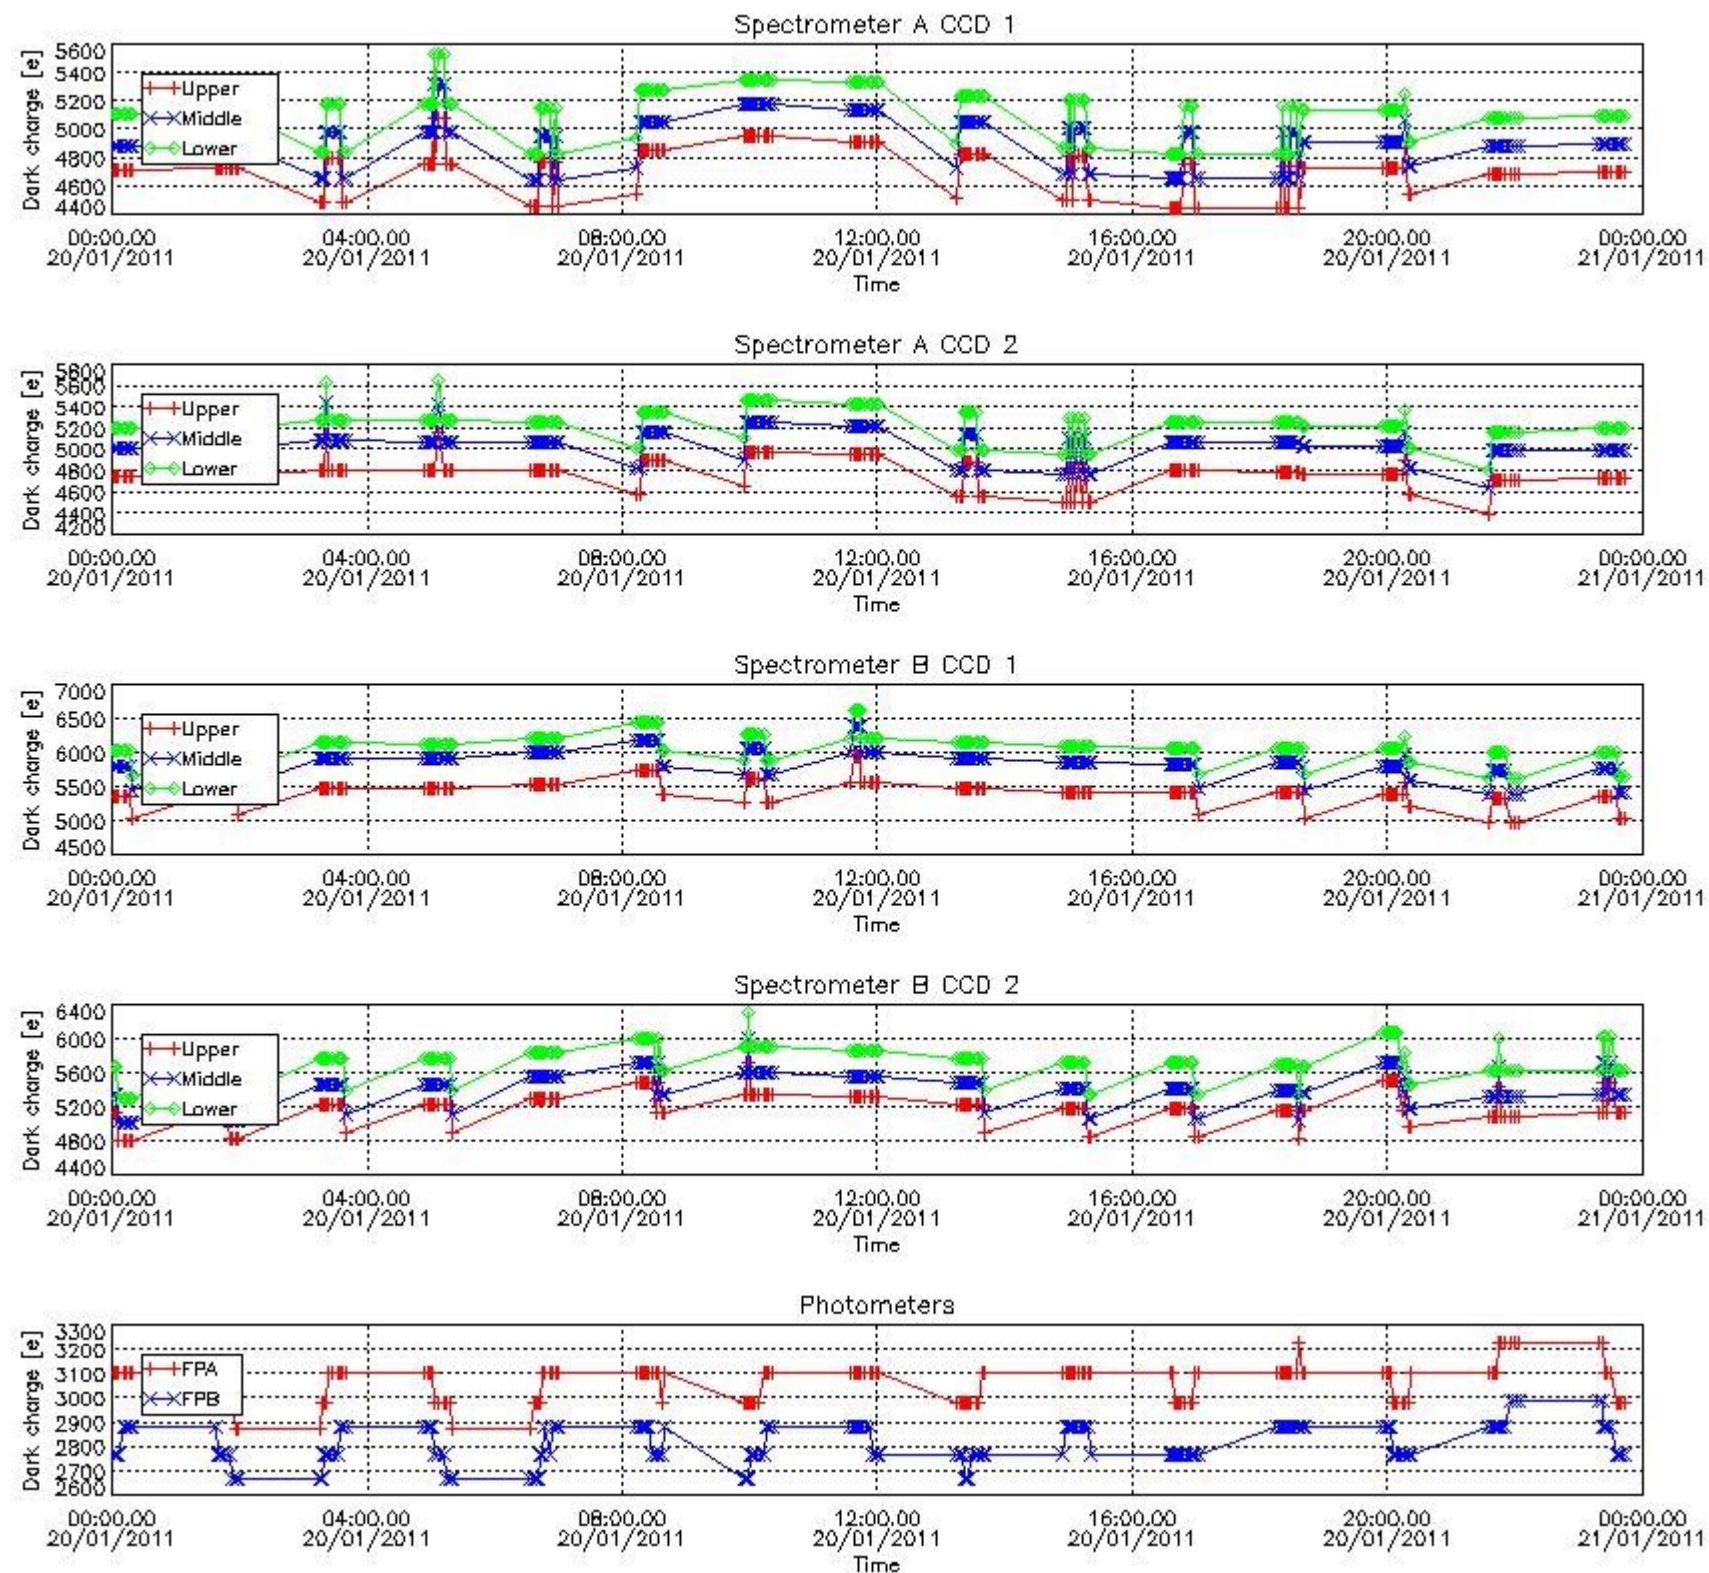 Spectrometer A CCD 1
Dark charge [e]
5600
5400
5200
5000
4800
4600
4400
Upper
Middle
Lower
00:00.00 04:00.00 08:00.00 12:00.00 16:00.00 20:00.00 00:00.00
20/01/2011 20/01/2011 20/01/2011 20/01/2011 20/01/2011 20/01/2011 21/01/2011
Time
Spectrometer A CCD 2
Dark charge [e]
5800
5600
5400
5200
5000
4800
4600
4400
4200
Upper
Middle
Lower
00:00.00 04:00.00 08:00.00 12:00.00 16:00.00 20:00.00 00:00.00
20/01/2011 20/01/2011 20/01/2011 20/01/2011 20/01/2011 20/01/2011 21/01/2011
Time
Spectrometer B CCD 1
Dark charge [e]
7000
6500
6000
5500
5000
4500
Upper
Middle
Lower
00:00.00 04:00.00 08:00.00 12:00.00 16:00.00 20:00.00 00:00.00
20/01/2011 20/01/2011 20/01/2011 20/01/2011 20/01/2011 20/01/2011 21/01/2011
Time
Spectrometer B CCD 2
Dark charge [e]
6400
6000
5600
5200
4800
4400
Upper
Middle
Lower
00:00.00 04:00.00 08:00.00 12:00.00 16:00.00 20:00.00 00:00.00
20/01/2011 20/01/2011 20/01/2011 20/01/2011 20/01/2011 20/01/2011 21/01/2011
Time
Photometers
Dark charge [e]
3300
3200
3100
3000
2900
2800
2700
2600
FPA
FPB
00:00.00 04:00.00 08:00.00 12:00.00 16:00.00 20:00.00 00:00.00
20/01/2011 20/01/2011 20/01/2011 20/01/2011 20/01/2011 20/01/2011 21/01/2011
Time